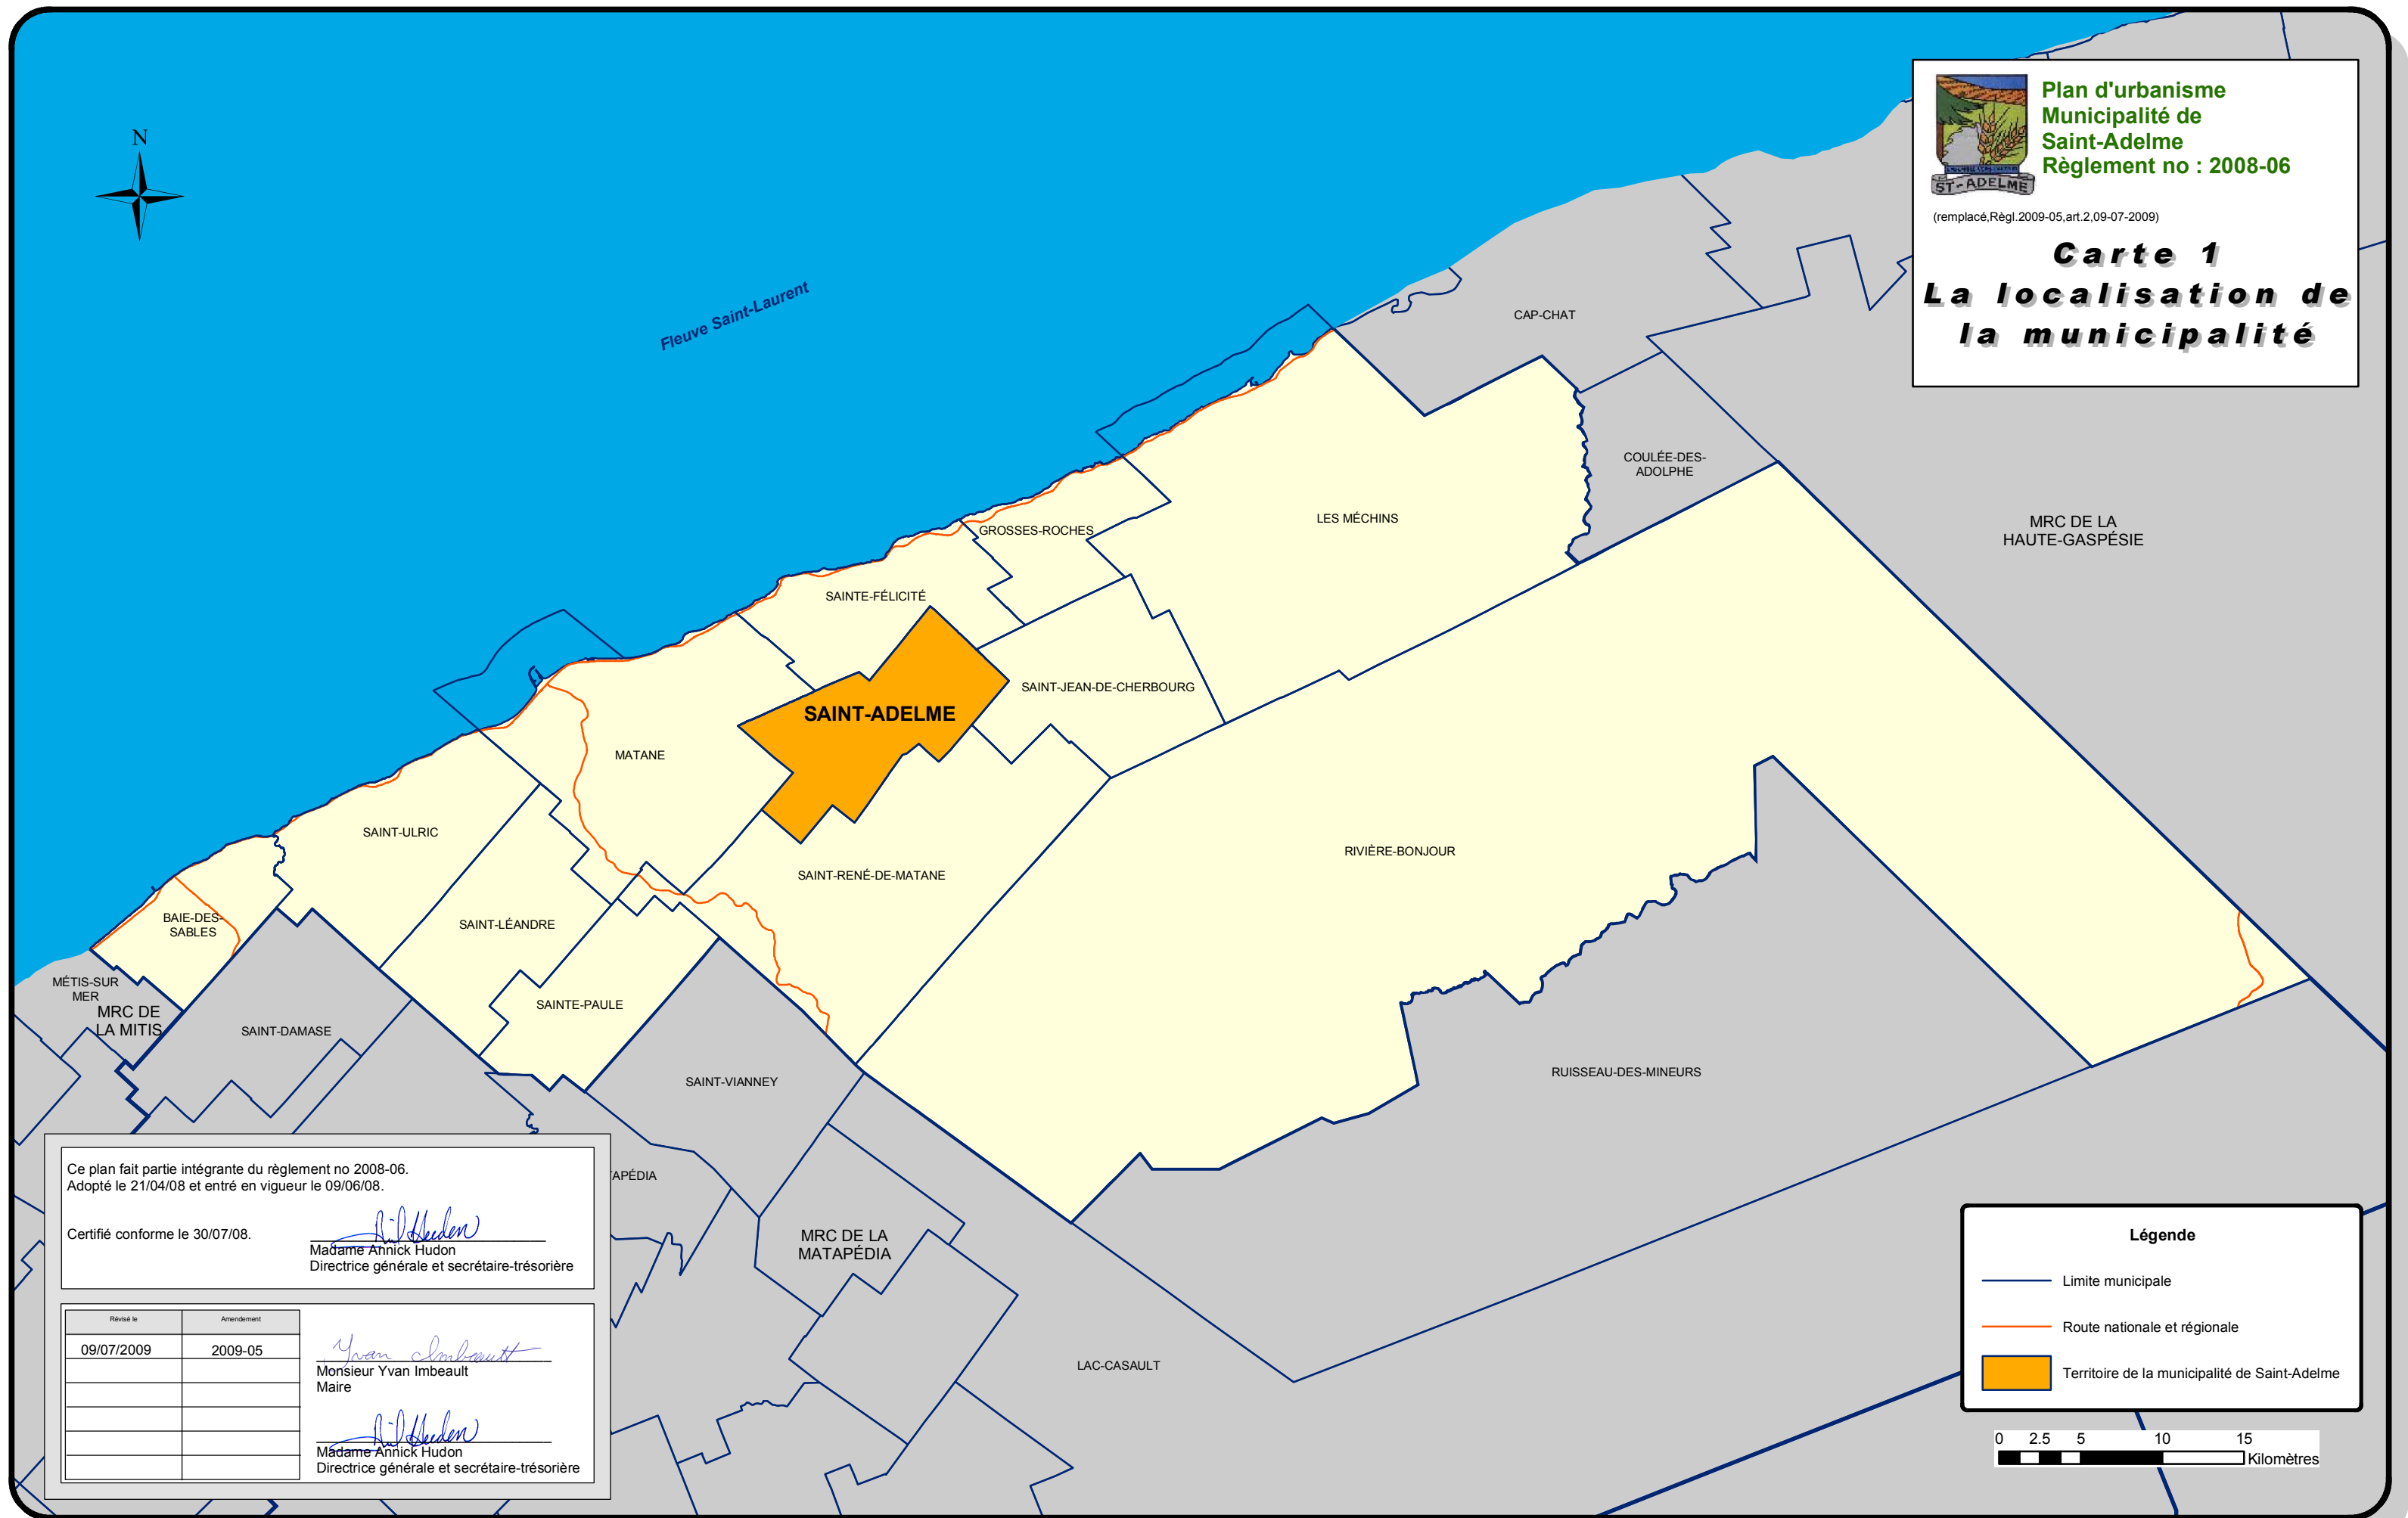 Plan d'urbanisme
Municipalité de
Saint-Adelme
Règlement no : 2008-06
ST-ADELME
(remplacé,Règl.2009-05,art.2,09-07-2009)
Carte 1
La localisation de
la municipalité
N
Fleuve Saint-Laurent
CAP-CHAT
COULÉE-DES-
ADOLPHE
LES MÉCHINS
MRC DE LA
HAUTE-GASPÉSIE
GROSSES-ROCHES
SAINTE-FÉLICITÉ
SAINT-JEAN-DE-CHERBOURG
SAINT-ADELME
MATANE
SAINT-ULRIC
RIVIÈRE-BONJOUR
SAINT-RENÉ-DE-MATANE
BAIE-DES-
SABLES
SAINT-LÉANDRE
MÉTIS-SUR
MER
MRC DE
LA MITIS
SAINTE-PAULE
SAINT-DAMASE
SAINT-VIANNEY
RUISSEAU-DES-MINEURS
TAPÉDIA
MRC DE LA
MATAPÉDIA
LAC-CASAULT
Ce plan fait partie intégrante du règlement no 2008-06.
Adopté le 21/04/08 et entré en vigueur le 09/06/08.
Certifié conforme le 30/07/08.
Madame Annick Hudon
Directrice générale et secrétaire-trésorière
Révisé le Amendement
09/07/2009 2009-05
Yvan Imbeault
Monsieur Yvan Imbeault
Maire
Madame Annick Hudon
Directrice générale et secrétaire-trésorière
Légende
Limite municipale
Route nationale et régionale
Territoire de la municipalité de Saint-Adelme
0 2.5 5 10 15
Kilomètres